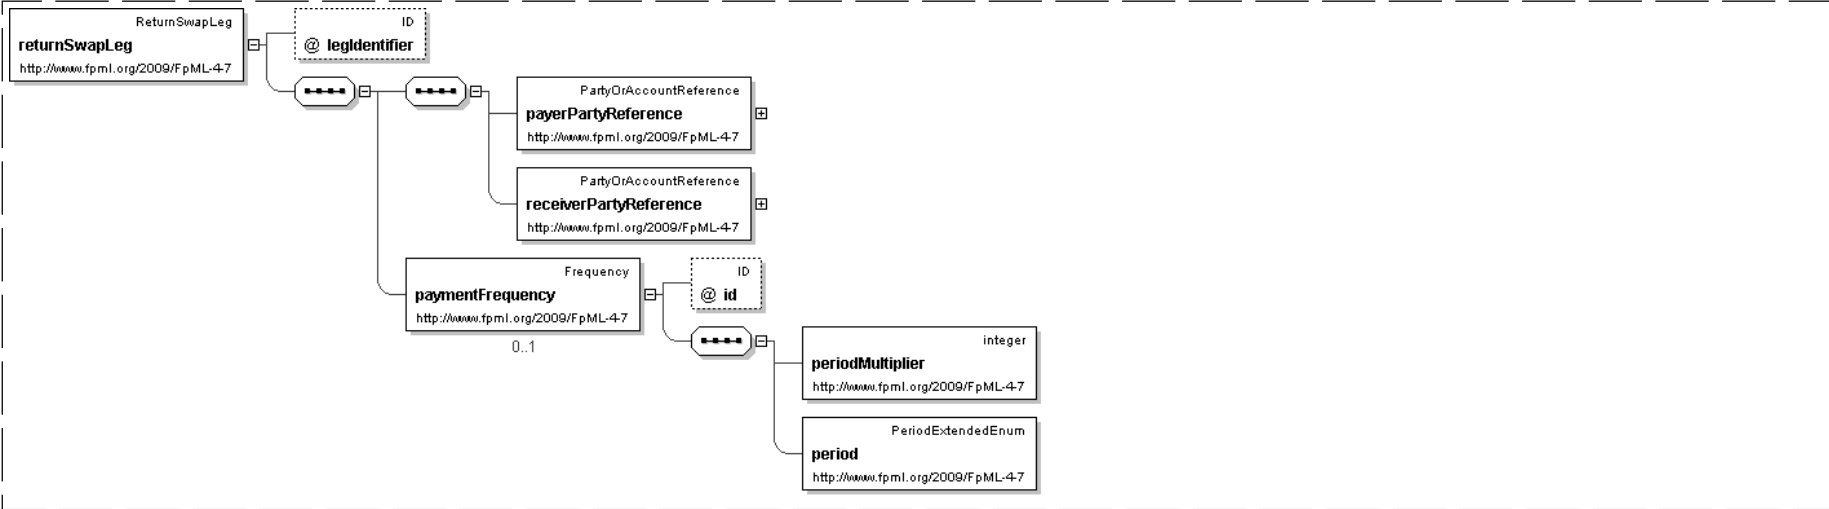 ReturnSwapLeg
returnSwapLeg
http://www.fpml.org/2009/FpML-4-7
ID
@ legIdentifier
PartyOrAccountReference
payerPartyReference
http://www.fpml.org/2009/FpML-4-7
PartyOrAccountReference
receiverPartyReference
http://www.fpml.org/2009/FpML-4-7
Frequency
paymentFrequency
http://www.fpml.org/2009/FpML-4-7
0..1
ID
@ id
integer
periodMultiplier
http://www.fpml.org/2009/FpML-4-7
PeriodExtendedEnum
period
http://www.fpml.org/2009/FpML-4-7